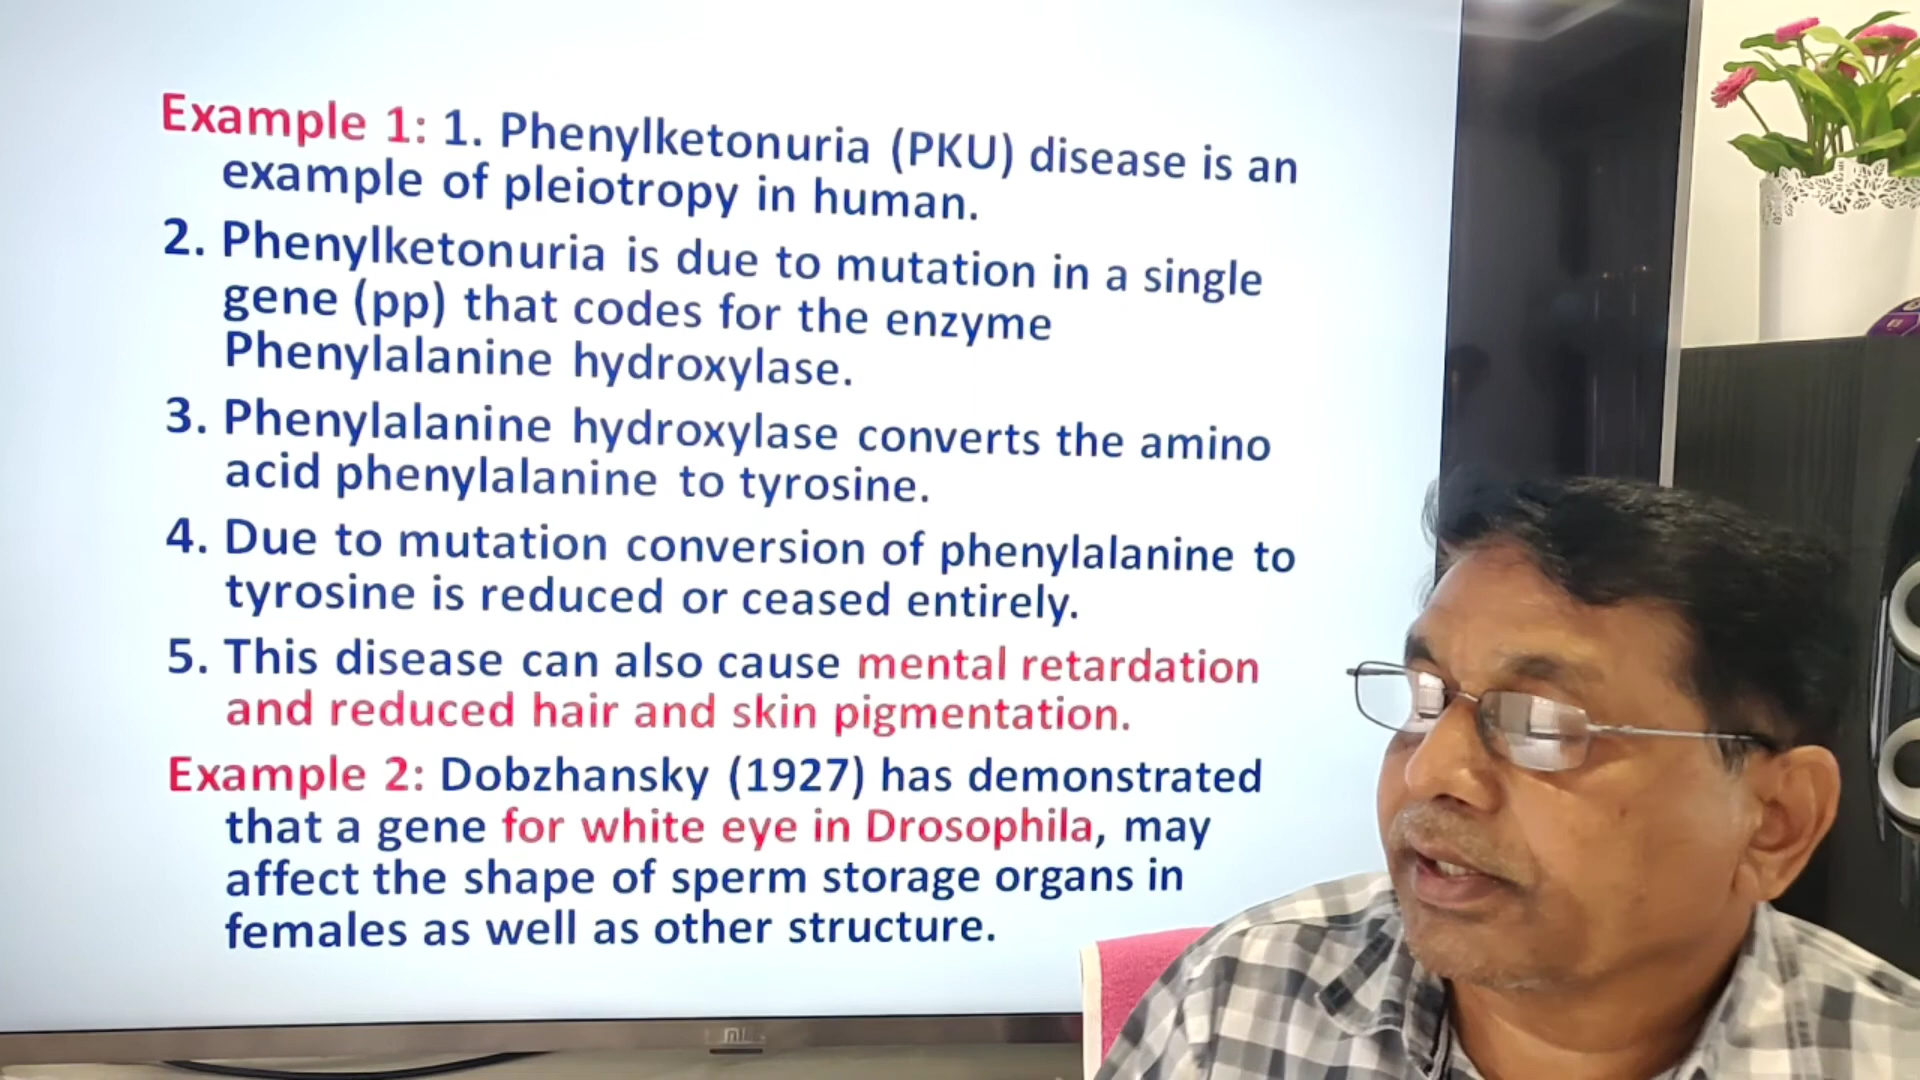 Example 1: 1. Phenylketonuria (PKU) disease is an
example of pleiotropy in human.
2. Phenylketonuria is due to mutation in a single
gene (pp) that codes for the enzyme
Phenylalanine hydroxylase.
3. Phenylalanine hydroxylase converts the amino
acid phenylalanine to tyrosine.
4. Due to mutation conversion of phenylalanine to
tyrosine is reduced or ceased entirely.
5. This disease can also cause mental retardation
and reduced hair and skin pigmentation.
Example 2: Dobzhansky (1927) has demonstrated
that a gene for white eye in Drosophila, may
affect the shape of sperm storage organs in
females as well as other structure.
mi